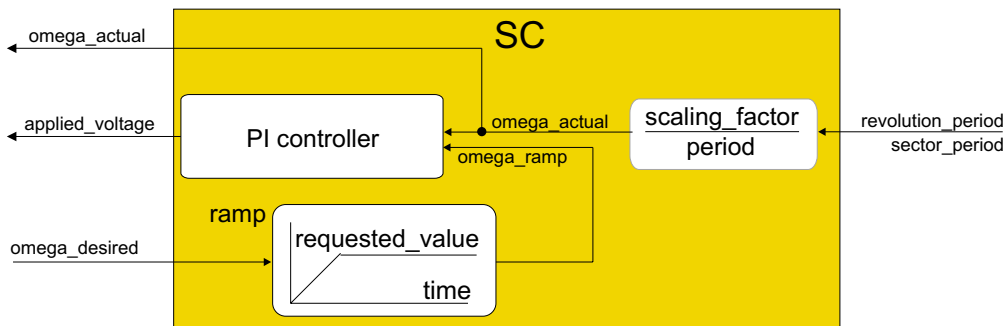 SC
omega_actual
applied_voltage
PI controller
omega_actual
omega_ramp
scaling_factor
period
revolution_period
sector_period
ramp
omega_desired
requested_value
time